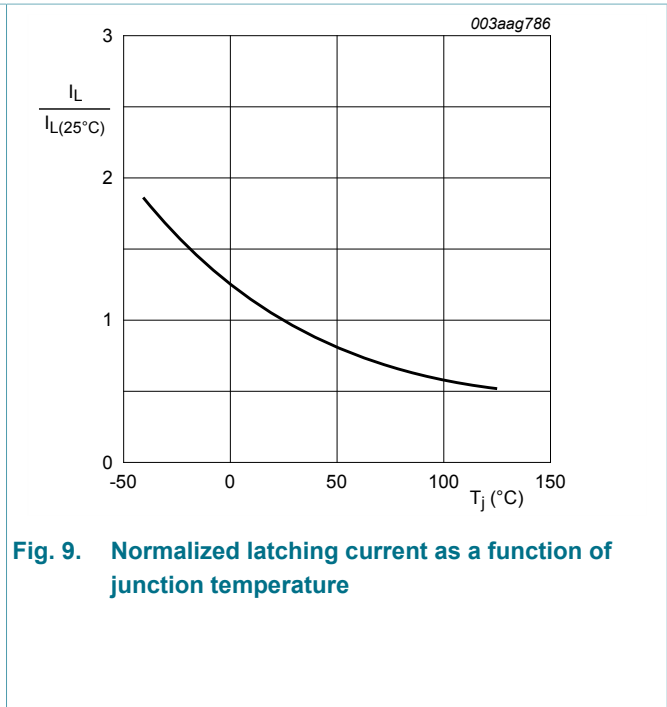 003aag786
3
I_L
I_L(25°C)
2
1
0
-50 0 50 100 150
T_j (°C)
Fig. 9. Normalized latching current as a function of
junction temperature